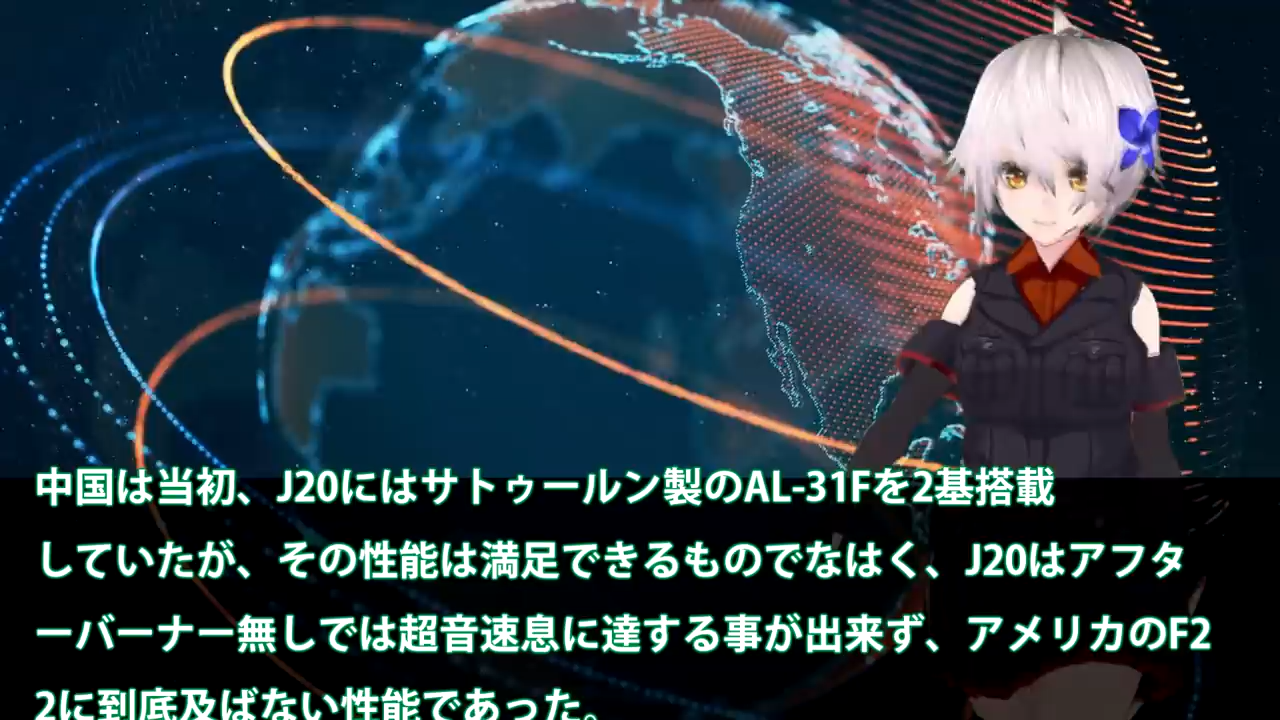 中国は当初、J20にはサトゥールン製のAL-31Fを2基搭載
していたが、その性能は満足できるものでなはく、J20はアフタ
ーバーナー無しでは超音速息に達する事が出来ず、アメリカのF2
2に到底及ばない性能であった。